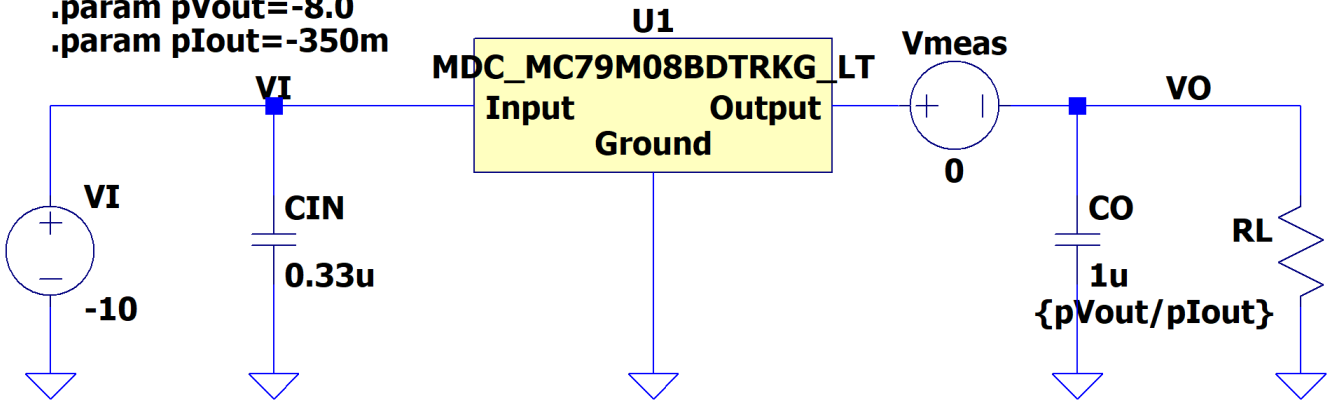 .param pVout=-8.0
.param pIout=-350m
U1
MDC_MC79M08BDTRKG_LT
Vmeas
VI
VO
Input
Output
Ground
0
VI
CIN
CO
RL
0.33u
1u
-10
{pVout/pIout}